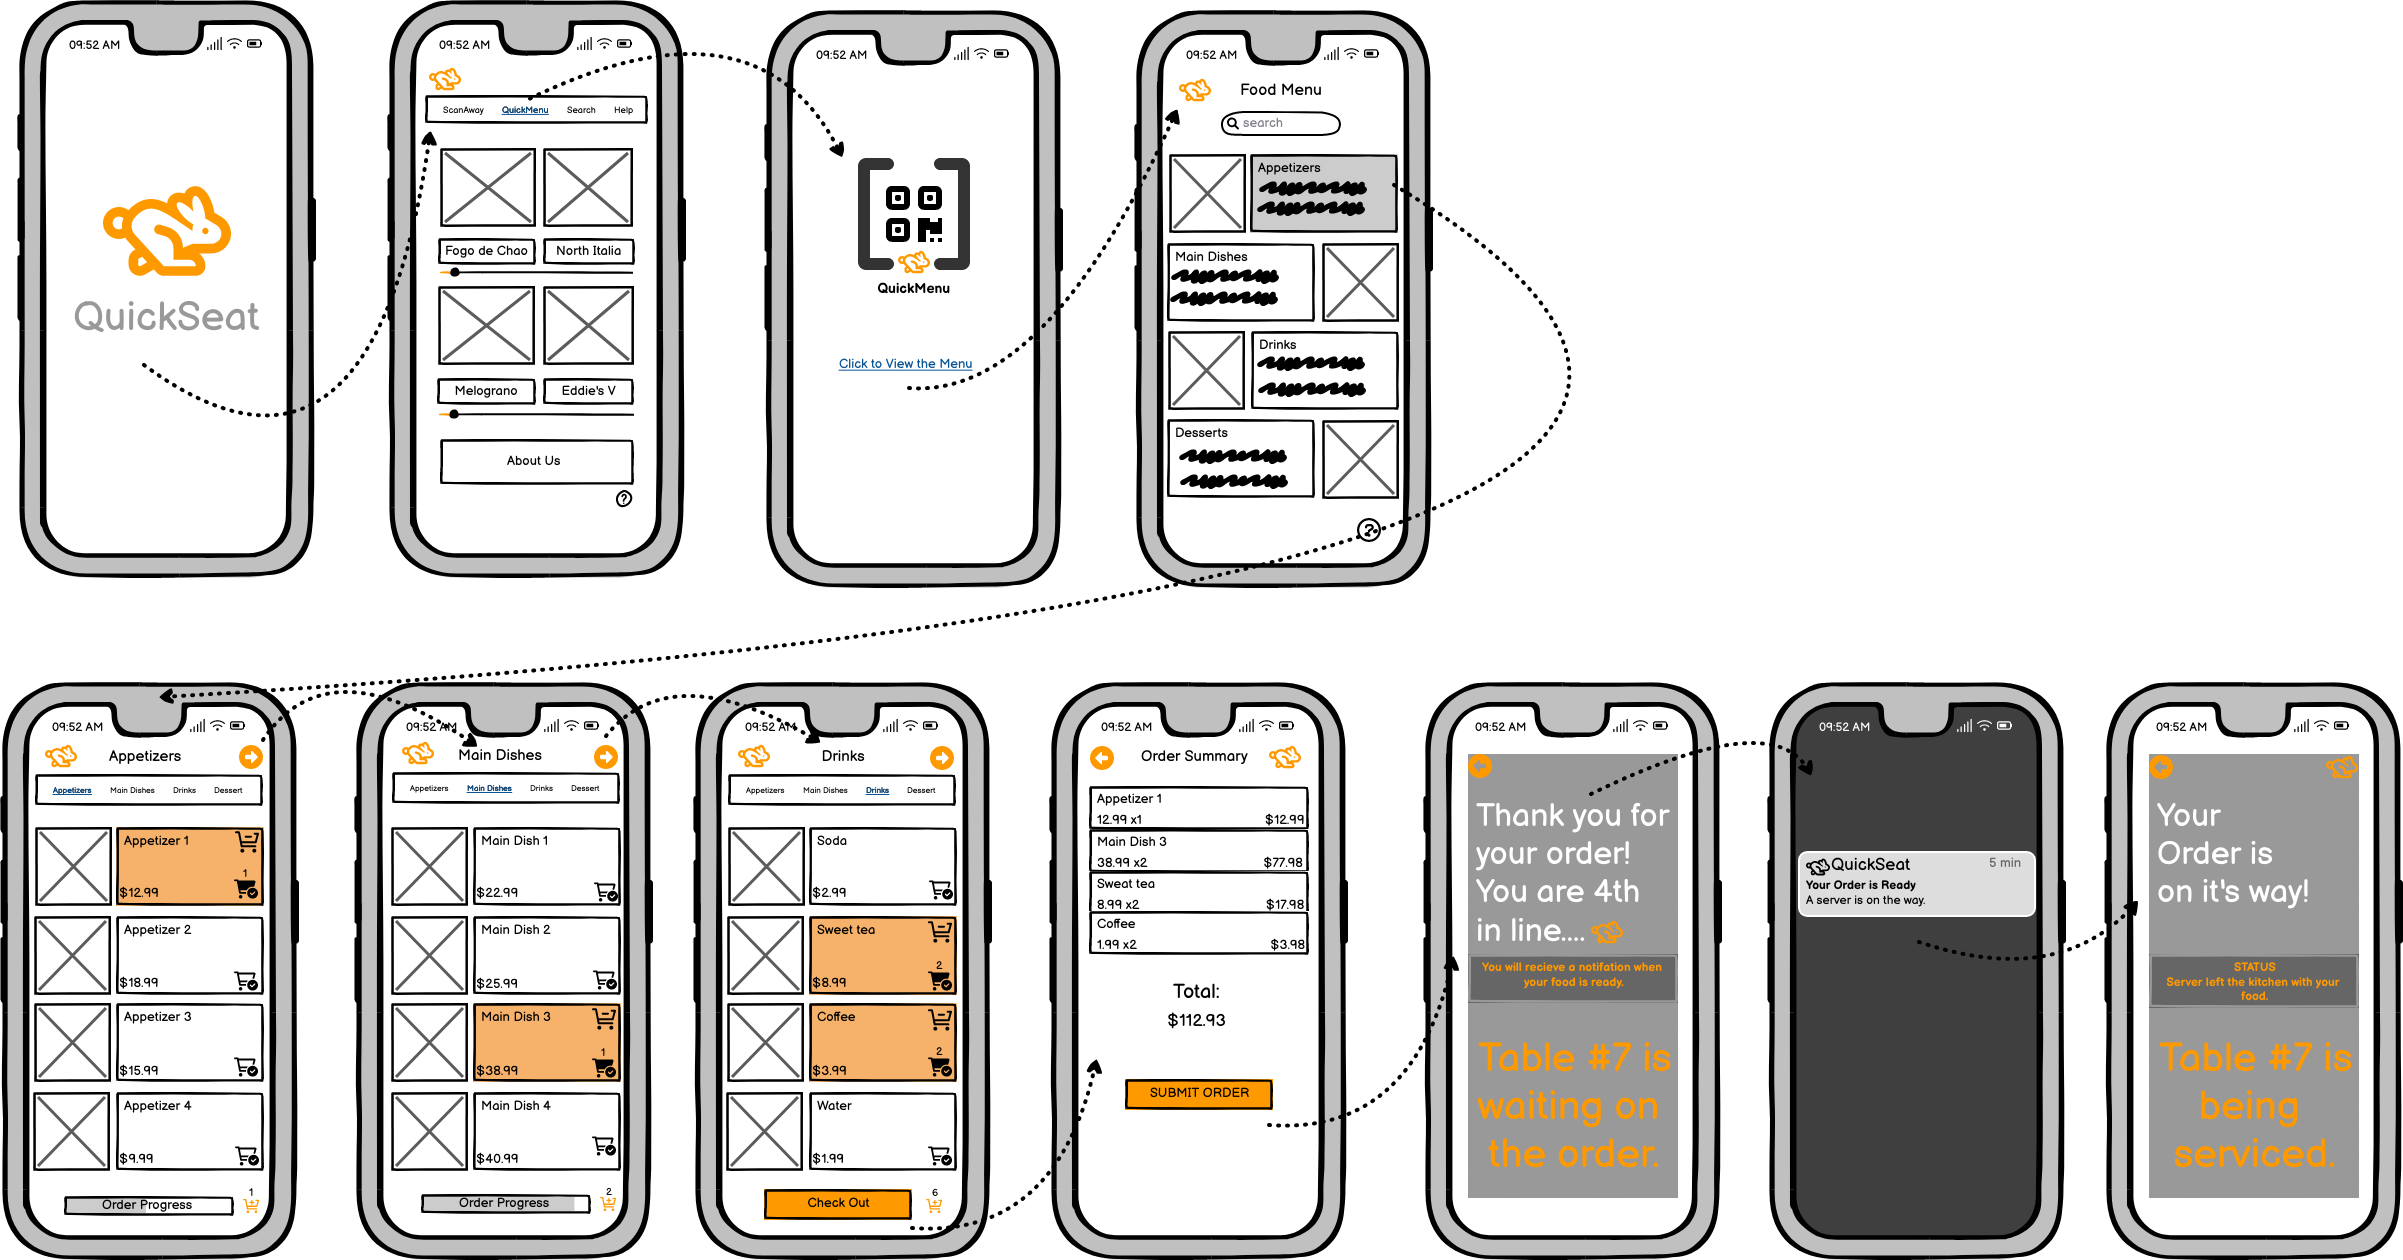 09:52 AM
QuickSeat
09:52 AM
ScanAway QuickMenu Search Help
Fogo de Chao North Italia
Melograno Eddie's V
About Us
?
09:52 AM
QuickMenu
Click to View the Menu
09:52 AM
Food Menu
search
Appetizers
Main Dishes
Drinks
Desserts
?
09:52 AM
Appetizers
Appetizers Main Dishes Drinks Dessert
Appetizer 1
1
$12.99
Appetizer 2
$18.99
Appetizer 3
$15.99
Appetizer 4
$9.99
1
Order Progress
09:52 AM
Main Dishes
Appetizers Main Dishes Drinks Dessert
Main Dish 1
$22.99
Main Dish 2
$25.99
Main Dish 3
1
$38.99
Main Dish 4
$40.99
2
Order Progress
09:52 AM
Drinks
Appetizers Main Dishes Drinks Dessert
Soda
$2.99
Sweet tea
2
$8.99
Coffee
2
$3.99
Water
$1.99
6
Check Out
09:52 AM
Order Summary
Appetizer 1
12.99 x1 $12.99
Main Dish 3
38.99 x2 $77.98
Sweat tea
8.99 x2 $17.98
Coffee
1.99 x2 $3.98
Total:
$112.93
SUBMIT ORDER
09:52 AM
Thank you for
your order!
You are 4th
in line....
You will recieve a notifation when
your food is ready.
Table #7 is
waiting on
the order.
09:52 AM
QuickSeat 5 min
Your Order is Ready
A server is on the way.
09:52 AM
Your
Order is
on it's way!
STATUS
Server left the kitchen with your
food.
Table #7 is
being
serviced.